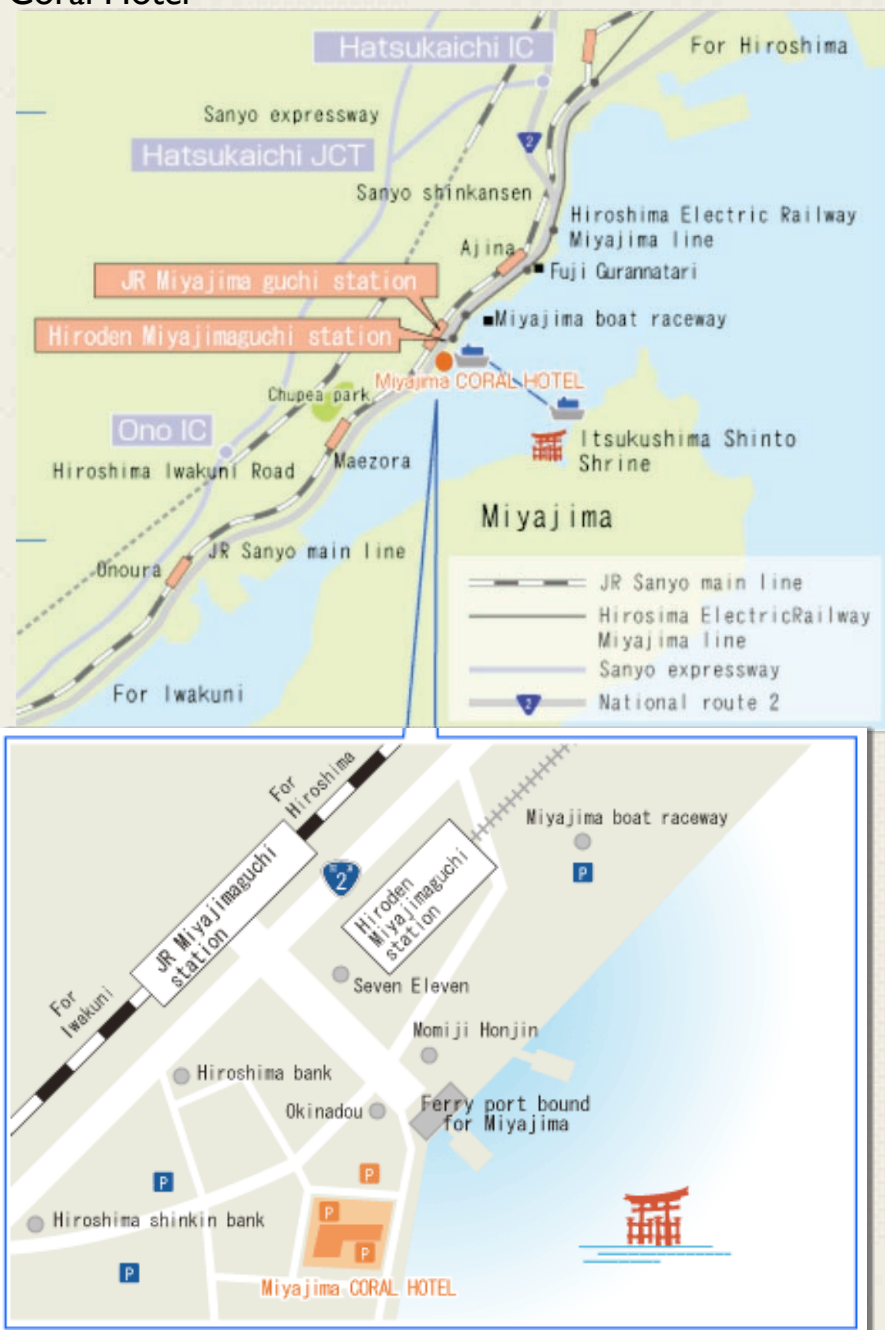 Coral Hotel
Hatsukaichi IC
For Hiroshima
Sanyo expressway
2
Hatsukaichi JCT
Sanyo shinkansen
Hiroshima Electric Railway
Miyajima line
Ajina
Fuji Gurannatari
JR Miyajima guchi station
Miyajima boat raceway
Hiroden Miyajimaguchi station
Miyajima CORAL HOTEL
Chupea park
Ono IC
Itsukushima Shinto
Shrine
Maezora
Hiroshima Iwakuni Road
Miyajima
JR Sanyo main line
Onoura
For Iwakuni
JR Sanyo main line
Hirosima ElectricRailway
Miyajima line
Sanyo expressway
2
National route 2
For
Hiroshima
Miyajima boat raceway
P
2
JR Miyajimaguchi
station
Hiroden
Miyajimaguchi
station
Seven Eleven
For
Iwakuni
Momiji Honjin
Hiroshima bank
Okinadou
Ferry port bound
for Miyajima
P
P
Hiroshima shinkin bank
P
P
P
Miyajima CORAL HOTEL